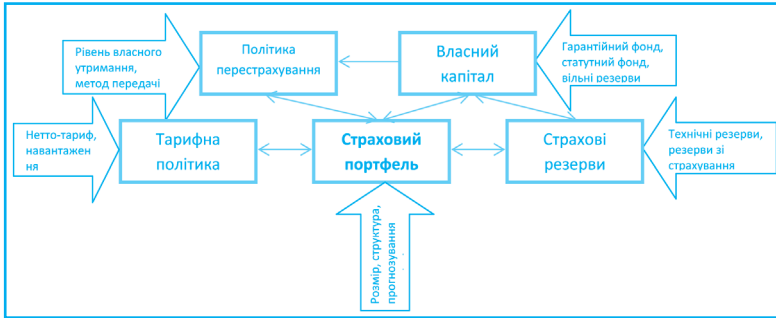 Рівень власного
утримання,
метод передачі
Політика
перестрахування
Власний
капітал
Гарантійний фонд,
статутний фонд,
вільні резерви
Нетто-тариф,
навантажен
ня
Тарифна
політика
Страховий
портфель
Страхові
резерви
Технічні резерви,
резерви зі
страхування
Розмір, структура,
прогнозування